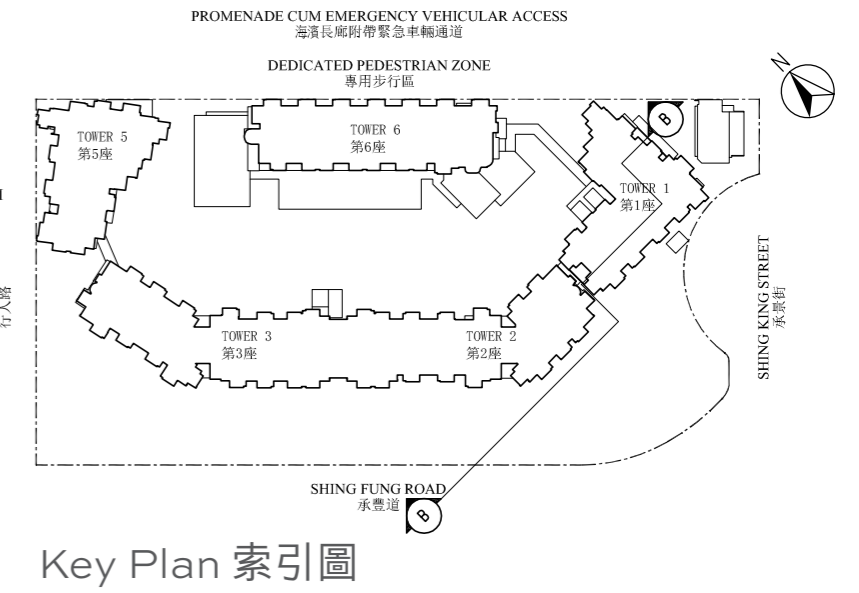 PROMENADE CUM EMERGENCY VEHICULAR ACCESS
海濱長廊附帶緊急車輛通道
DEDICATED PEDESTRIAN ZONE
專用步行區
N
B
TOWER 5
第5座
TOWER 6
第6座
TOWER 1
第1座
行人路
SHING KING STREET
承景街
TOWER 3
第3座
TOWER 2
第2座
SHING FUNG ROAD
承豐道
B
Key Plan 索引圖